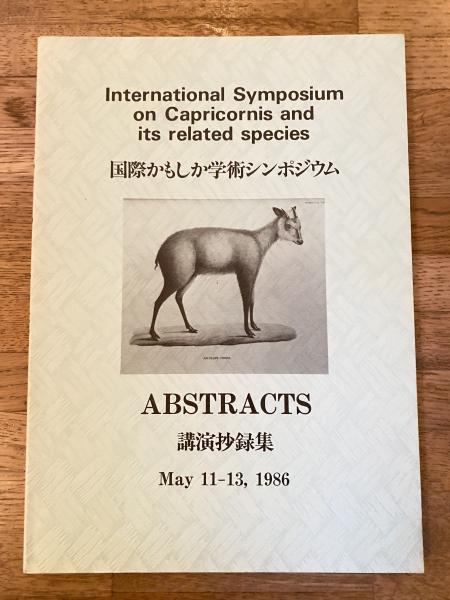 International Symposium
on Capricornis and
its related species
国際かもしか学術シンポジウム
ABSTRACTS
講演抄録集
May 11-13, 1986